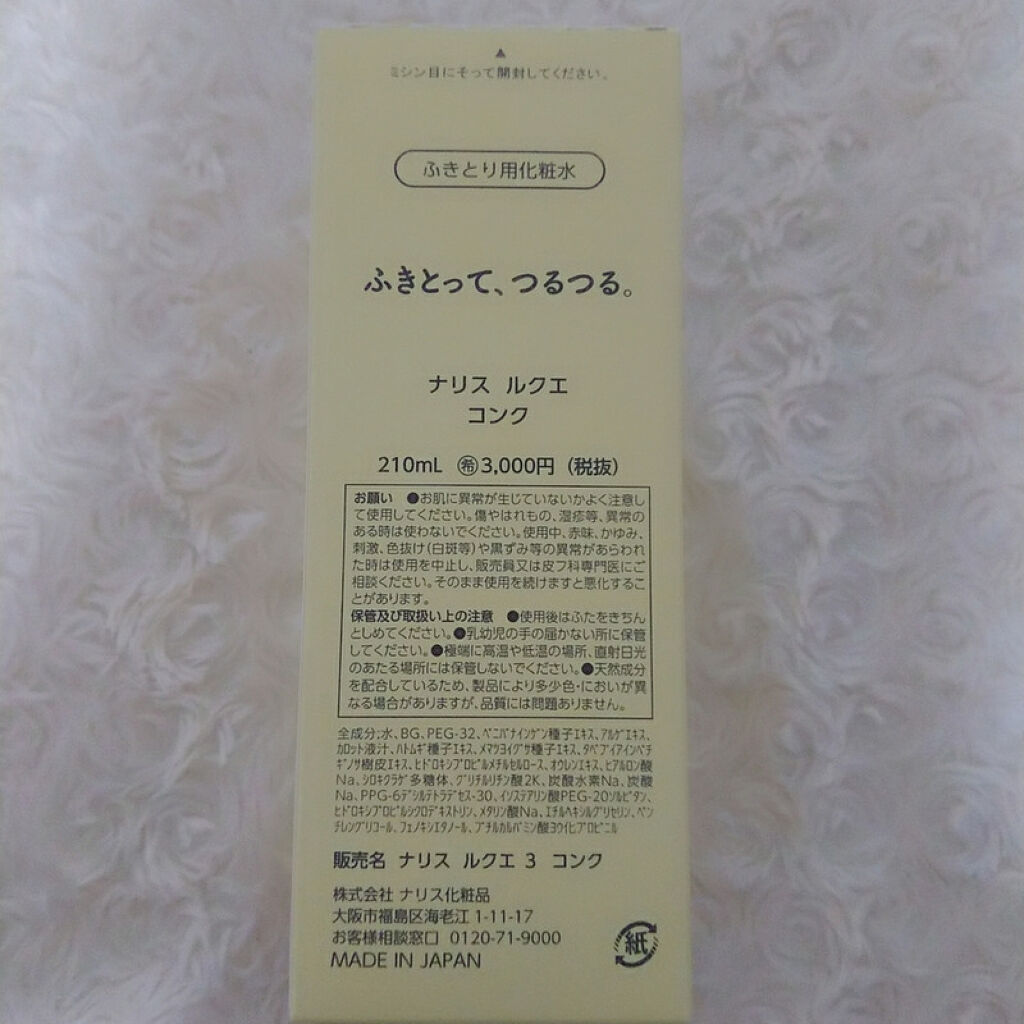 ▲
ミシン目にそって開封してください。
ふきとり用化粧水
ふきとって、つるつる。
ナリス ルクエ
コンク
210mL ㊭3,000円（税抜）
お願い ●お肌に異常が生じていないかよく注意し
て使用してください。傷やはれもの、湿疹等、異常の
ある時は使わないでください。使用中、赤味、かゆみ、
刺激、色抜け（白斑等）や黒ずみ等の異常があらわれ
た時は使用を中止し、販売員又は皮フ科専門医にご
相談ください。そのまま使用を続けますと悪化するこ
とがあります。
保管及び取扱い上の注意 ●使用後はふたをきちん
としめてください。●乳幼児の手の届かない所に保管
してください。●極端に高温や低温の場所、直射日光
のあたる場所には保管しないでください。●天然成分
を配合しているため、製品により多少色・においが異
なる場合がありますが、品質には問題ありません。
全成分:水、BG、PEG-32、ベニバナインゲン種子エキス、アルゲエキス、
カロット液汁、ハトムギ種子エキス、メマツヨイグサ種子エキス、タベブイアインペチ
ギノサ樹皮エキス、ヒドロキシプロピルメチルセルロース、オウレンエキス、ヒアルロン酸
Na、シロキクラゲ多糖体、グリチルリチン酸2K、炭酸水素Na、炭酸
Na、PPG-6デシルテトラデセス-30、イソステアリン酸PEG-20ソルビタン、
ヒドロキシプロピルシクロデキストリン、メタリン酸Na、エチルヘキシルグリセリン、ペン
チレングリコール、フェノキシエタノール、ブチルカルバミン酸ヨウ化プロピニル
販売名 ナリス ルクエ 3 コンク
株式会社 ナリス化粧品
大阪市福島区海老江 1-11-17
お客様相談窓口 0120-71-9000
MADE IN JAPAN
紙